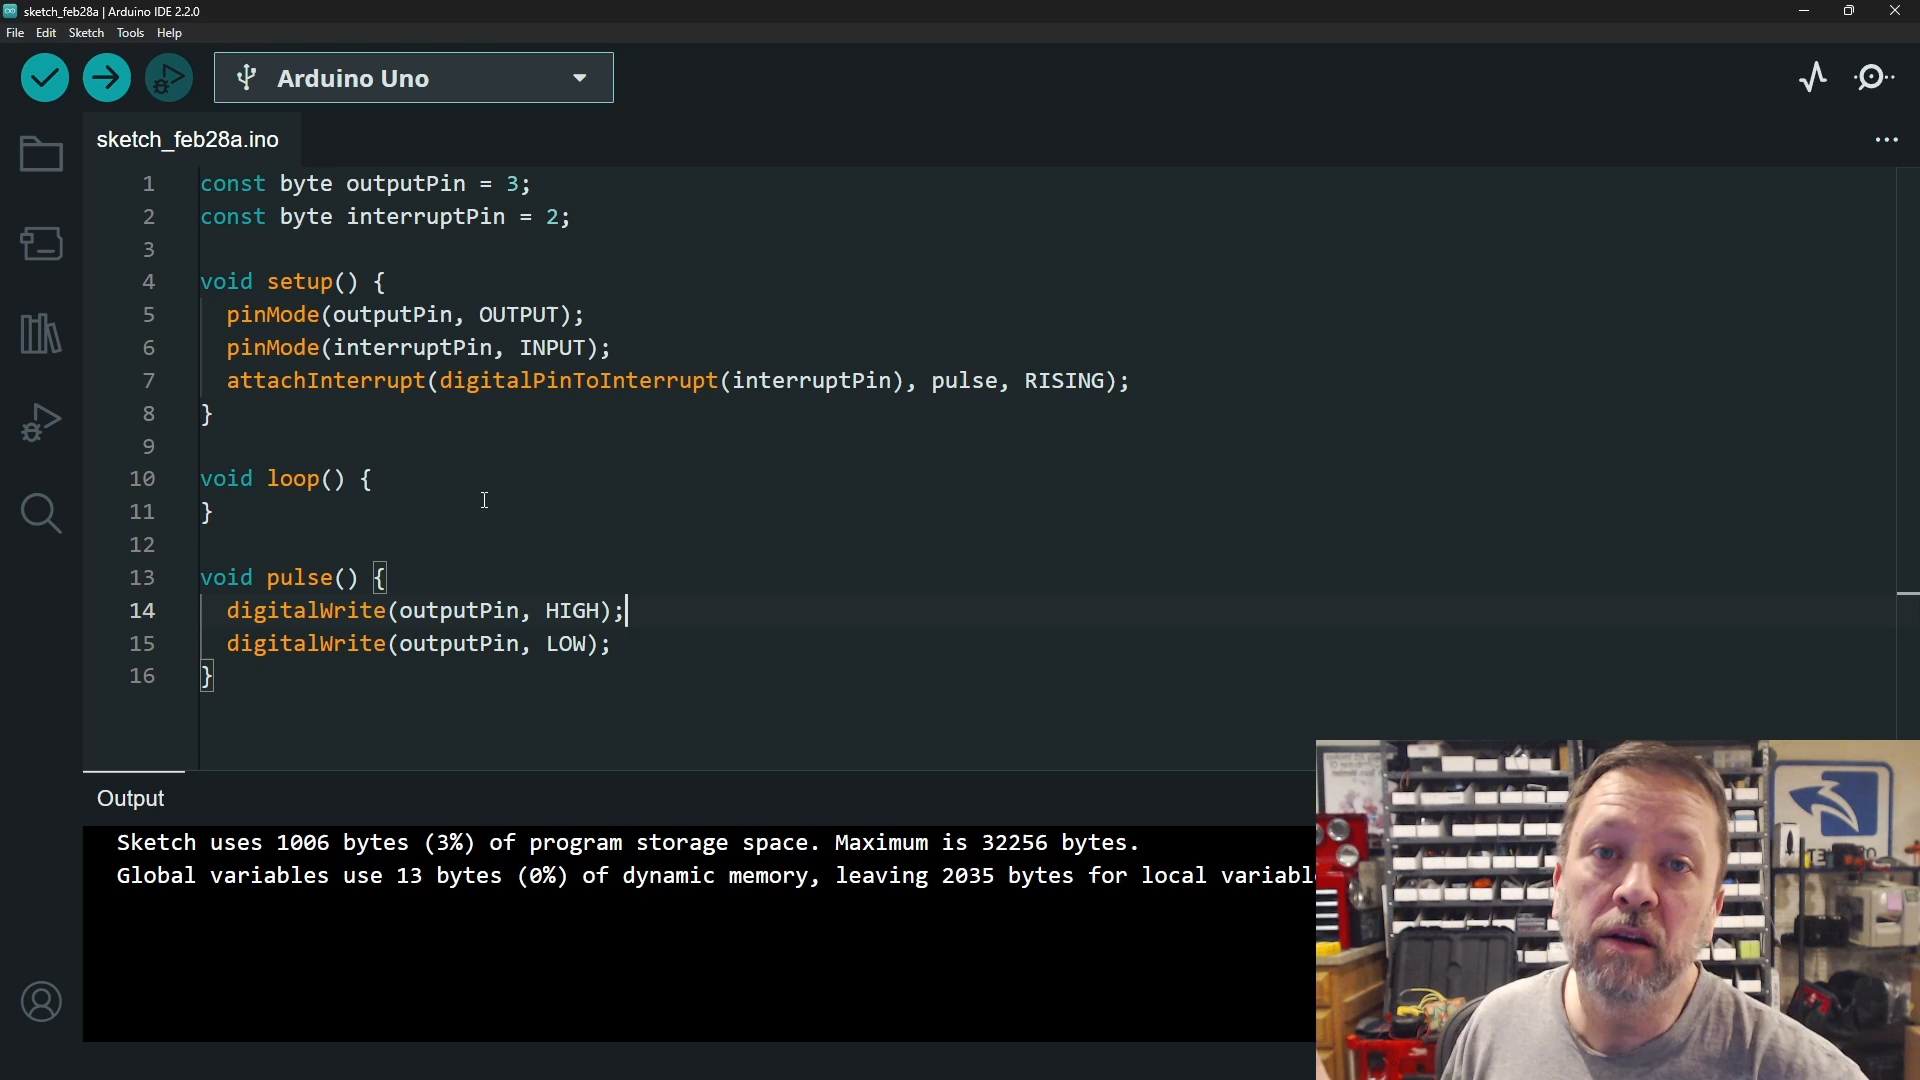 sketch_feb28a | Arduino IDE 2.2.0
File Edit Sketch Tools Help
Arduino Uno
sketch_feb28a.ino
1 const byte outputPin = 3;
2 const byte interruptPin = 2;
3
4 void setup() {
5 pinMode(outputPin, OUTPUT);
6 pinMode(interruptPin, INPUT);
7 attachInterrupt(digitalPinToInterrupt(interruptPin), pulse, RISING);
8 }
9
10 void loop() {
11 }
12
13 void pulse() {
14 digitalWrite(outputPin, HIGH);
15 digitalWrite(outputPin, LOW);
16 }
Output
Sketch uses 1006 bytes (3%) of program storage space. Maximum is 32256 bytes.
Global variables use 13 bytes (0%) of dynamic memory, leaving 2035 bytes for local variabl